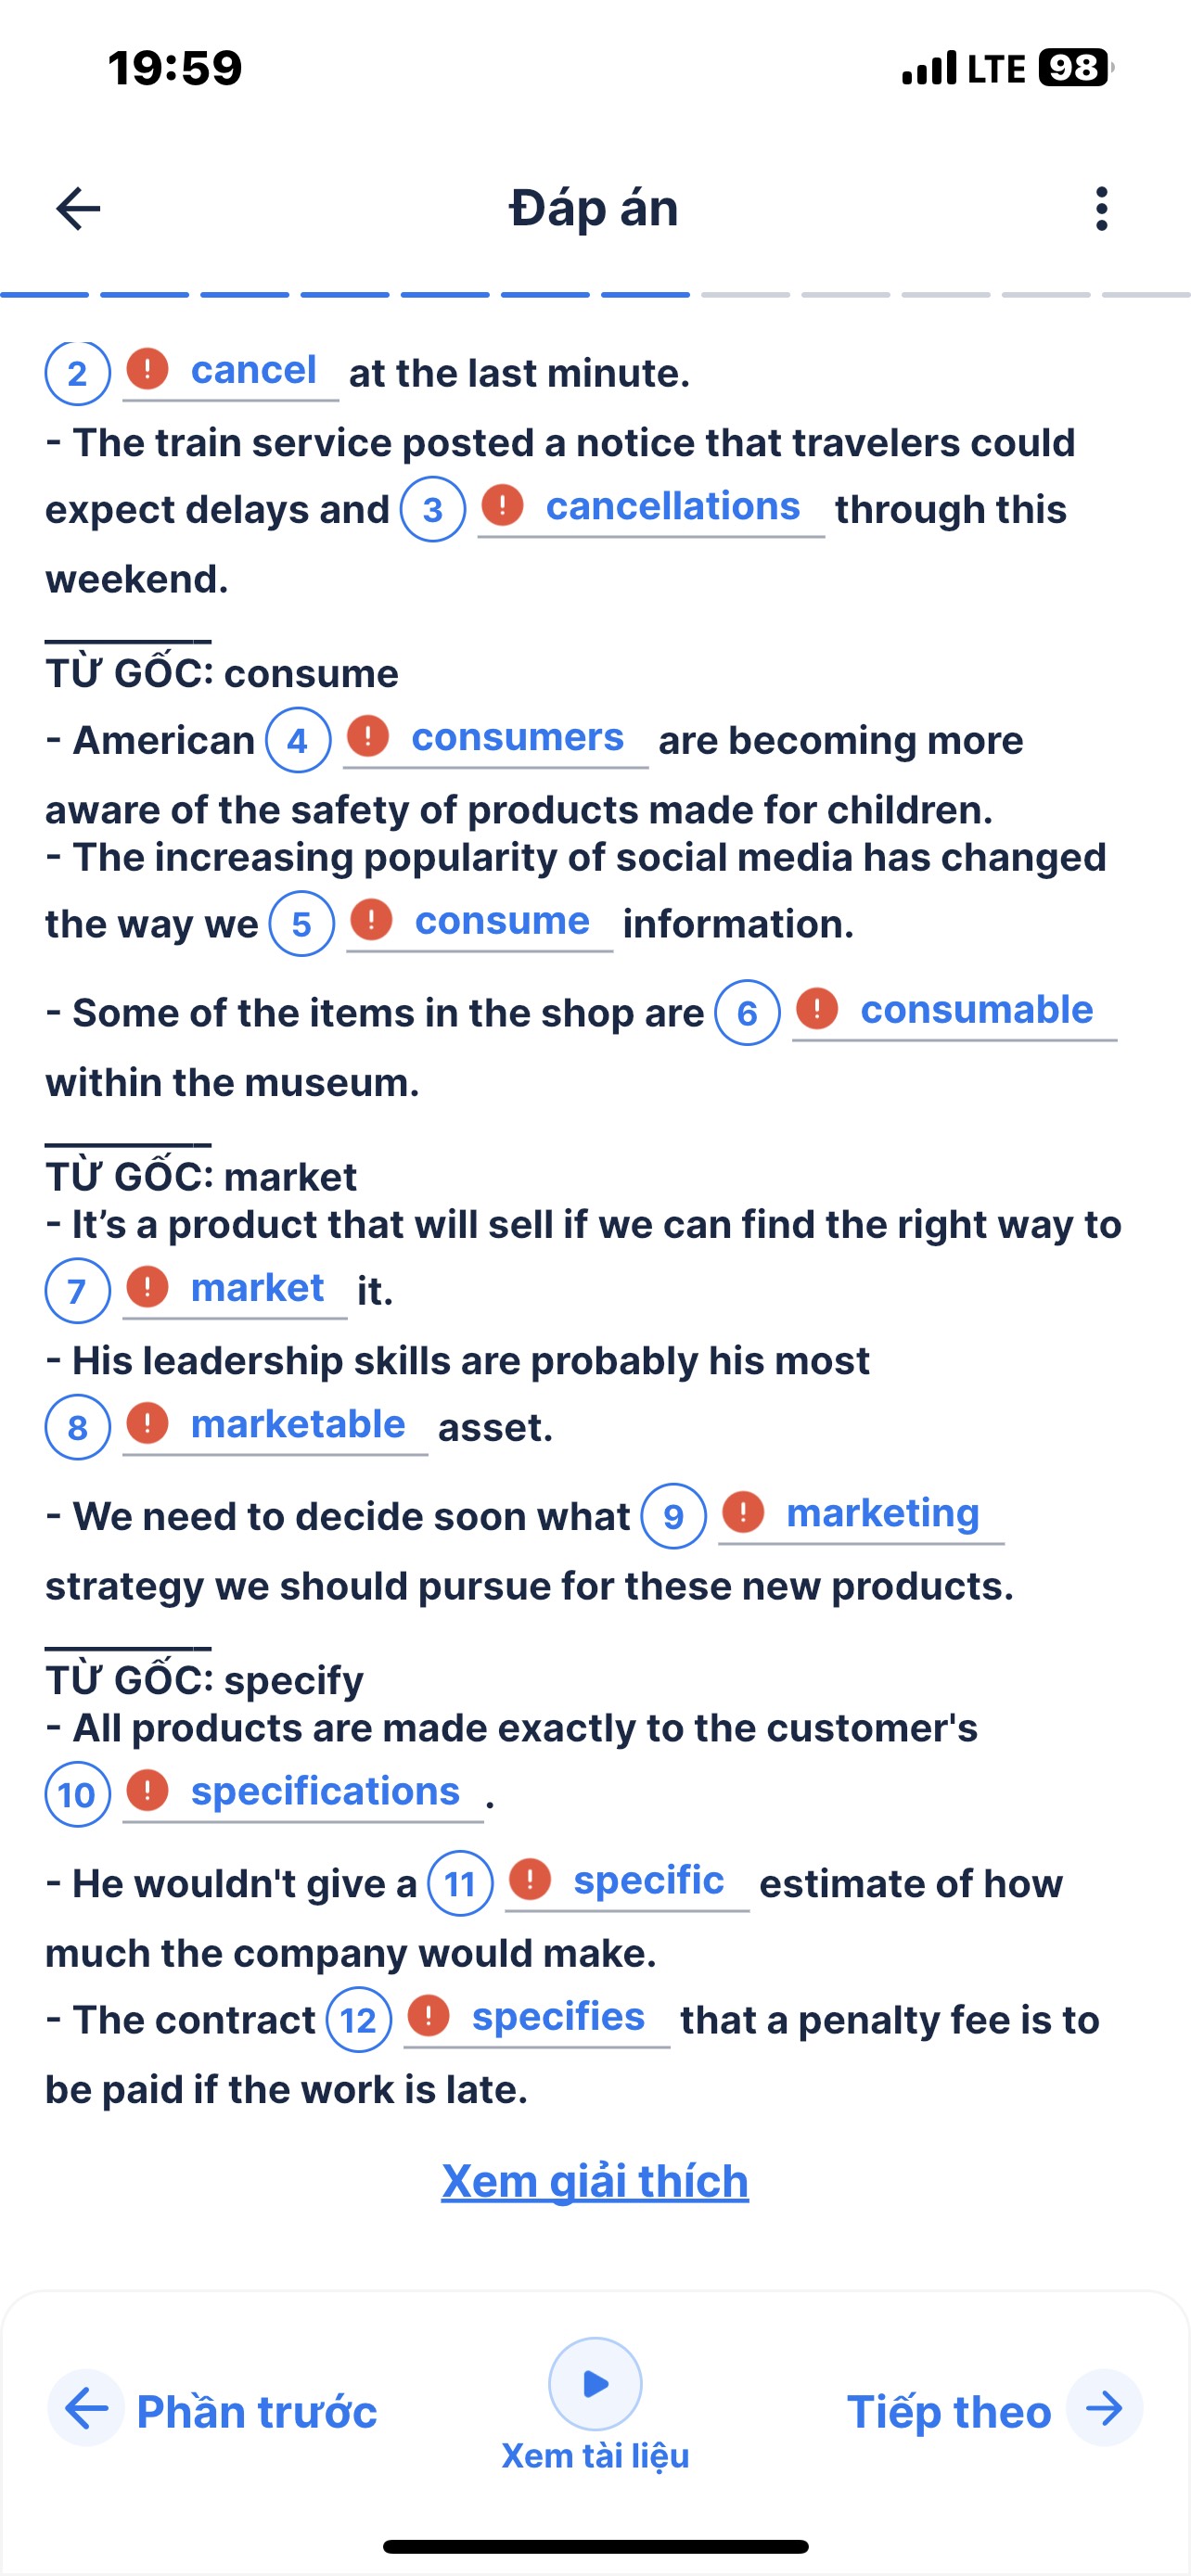 19:59
LTE 98
Đáp án
2 ! cancel at the last minute.
- The train service posted a notice that travelers could
expect delays and 3 ! cancellations through this
weekend.
TỪ GỐC: consume
- American 4 ! consumers are becoming more
aware of the safety of products made for children.
- The increasing popularity of social media has changed
the way we 5 ! consume information.
- Some of the items in the shop are 6 ! consumable
within the museum.
TỪ GỐC: market
- It’s a product that will sell if we can find the right way to
7 ! market it.
- His leadership skills are probably his most
8 ! marketable asset.
- We need to decide soon what 9 ! marketing
strategy we should pursue for these new products.
TỪ GỐC: specify
- All products are made exactly to the customer's
10 ! specifications .
- He wouldn't give a 11 ! specific estimate of how
much the company would make.
- The contract 12 ! specifies that a penalty fee is to
be paid if the work is late.
Xem giải thích
Phần trước
Tiếp theo
Xem tài liệu